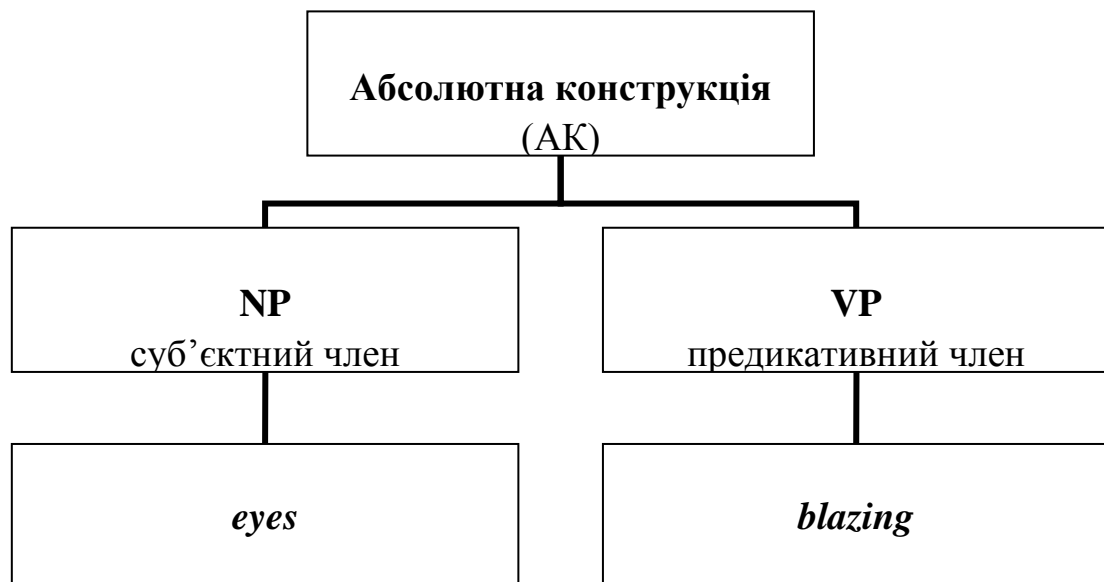 Абсолютна конструкція
(АК)
NP
суб’єктний член
VP
предикативний член
eyes
blazing